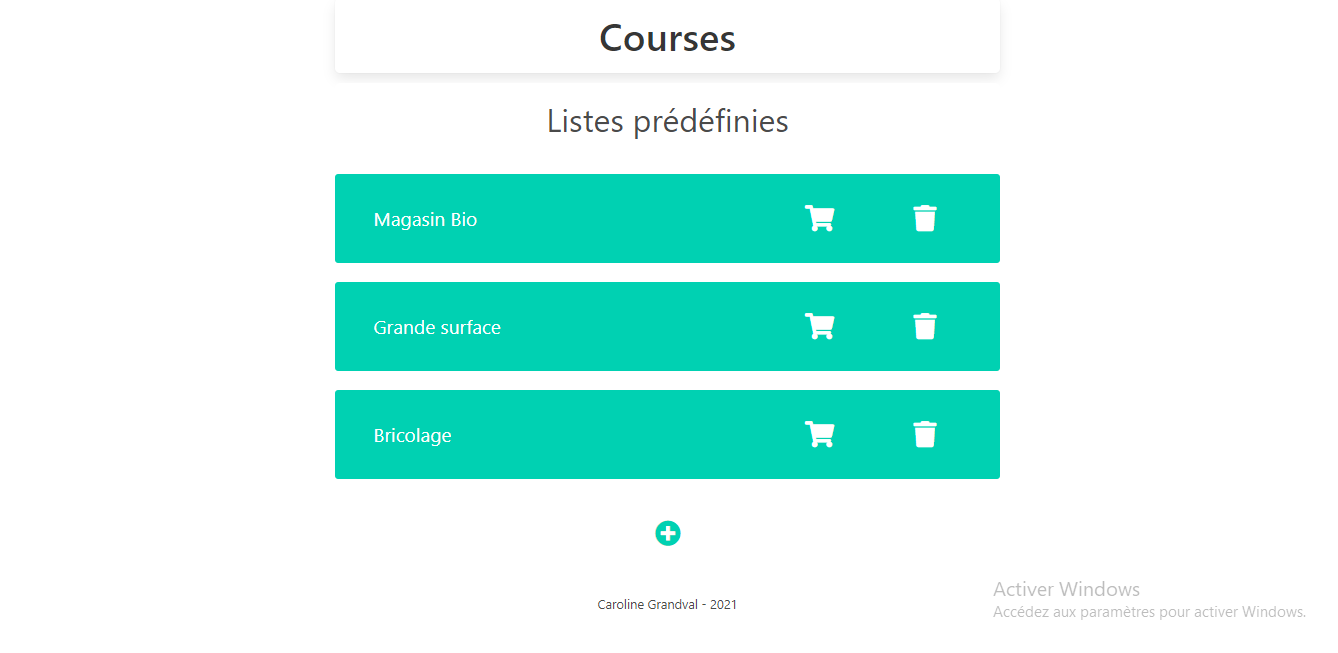 Courses
Listes prédéfinies
Magasin Bio
Grande surface
Bricolage
Caroline Grandval - 2021
Activer Windows
Accédez aux paramètres pour activer Windows.